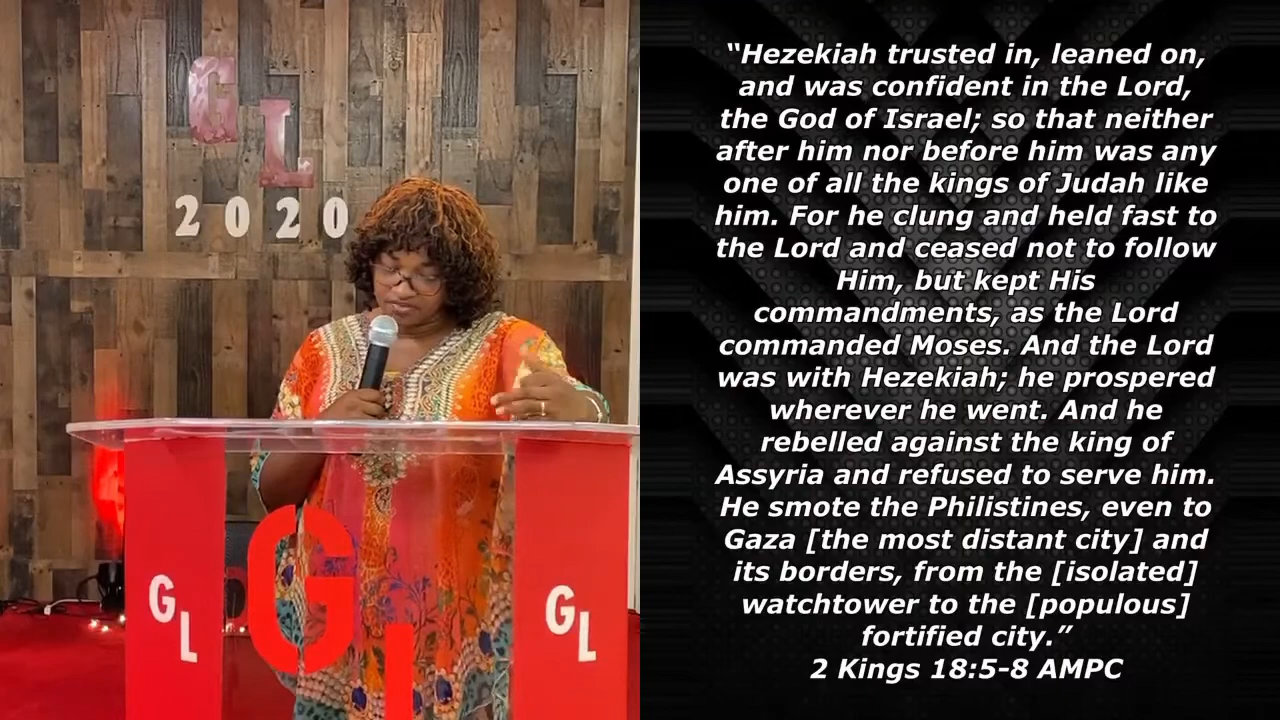 G
L
2020
G
L
G
L
G
L
“Hezekiah trusted in, leaned on,
and was confident in the Lord,
the God of Israel; so that neither
after him nor before him was any
one of all the kings of Judah like
him. For he clung and held fast to
the Lord and ceased not to follow
Him, but kept His
commandments, as the Lord
commanded Moses. And the Lord
was with Hezekiah; he prospered
wherever he went. And he
rebelled against the king of
Assyria and refused to serve him.
He smote the Philistines, even to
Gaza [the most distant city] and
its borders, from the [isolated]
watchtower to the [populous]
fortified city.”
2 Kings 18:5-8 AMPC